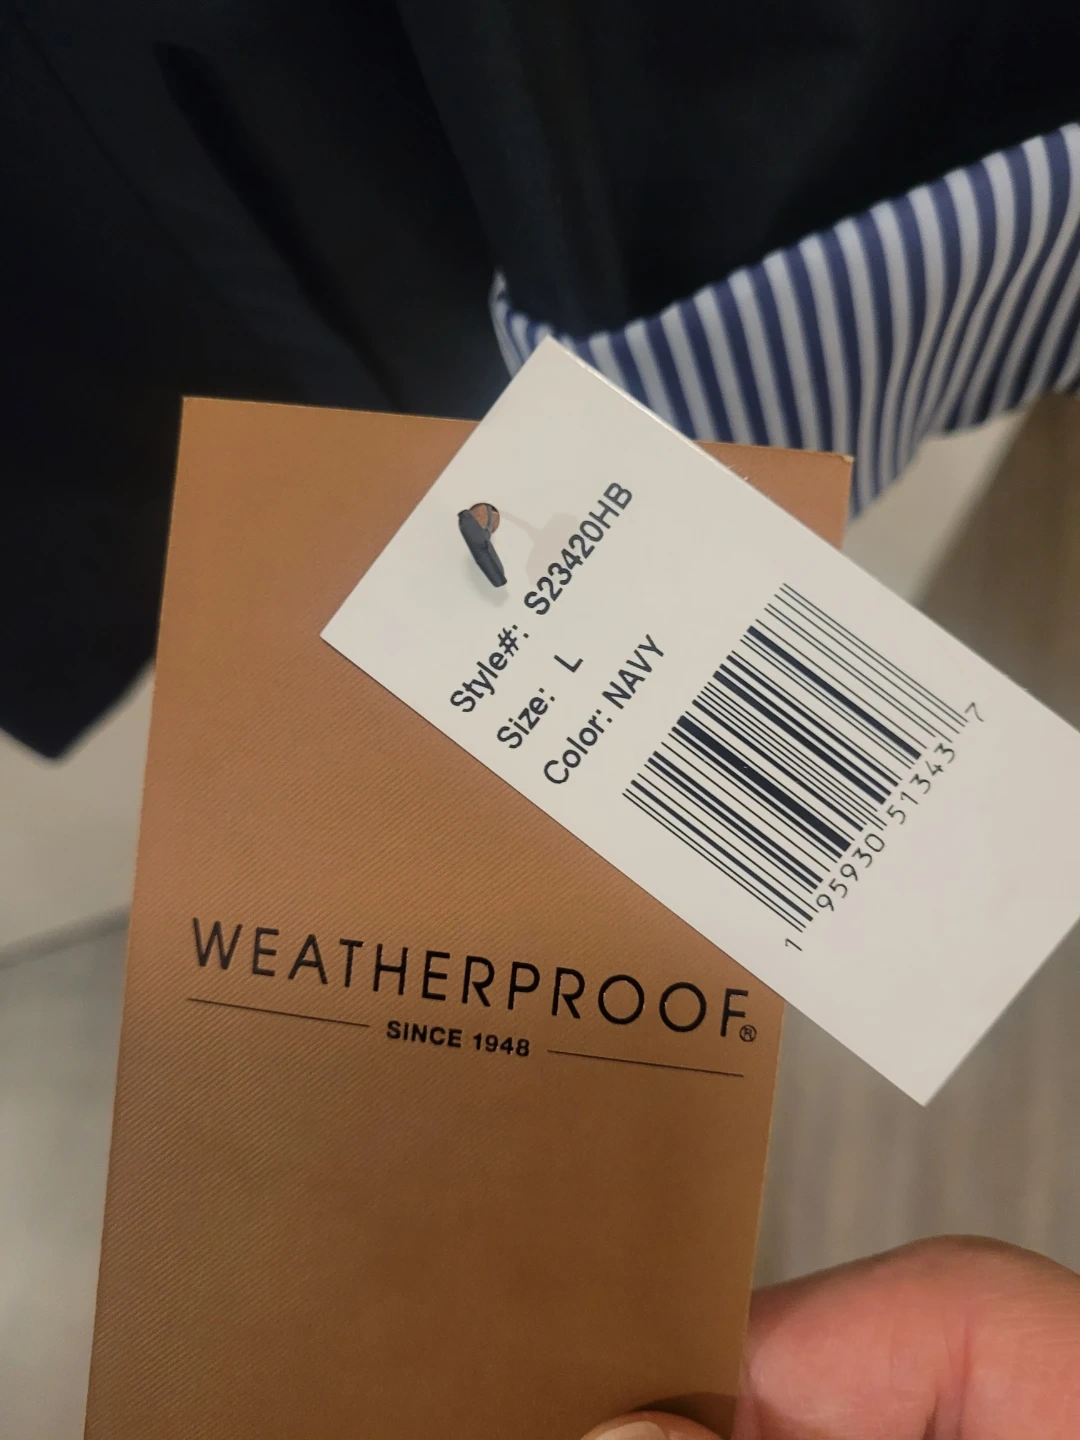 Style#: S23420HB
Size: L
Color: NAVY
1 95930 51343 7
WEATHERPROOF®
SINCE 1948